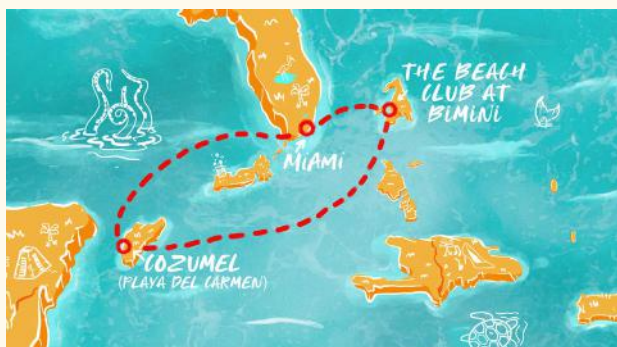 THE BEACH
CLUB AT
BIMINI
MIAMI
COZUMEL
(PLAYA DEL CARMEN)